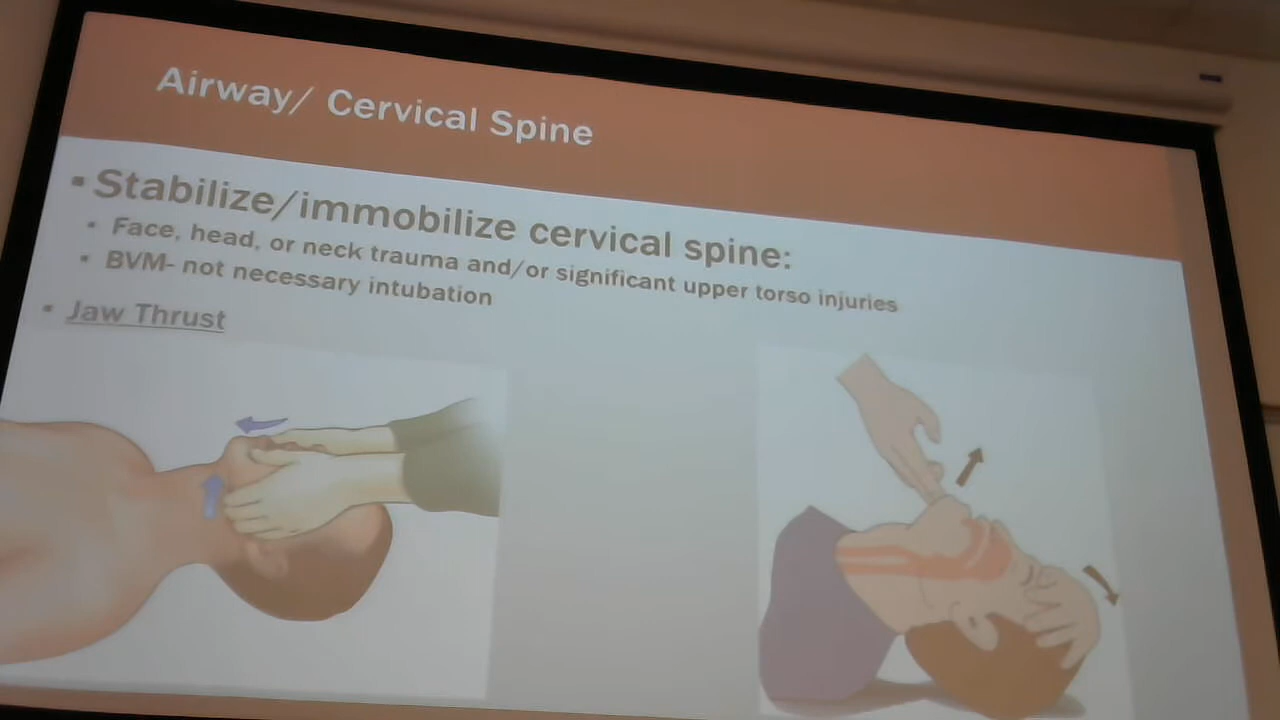 Airway/ Cervical Spine
▪ Stabilize/immobilize cervical spine:
• Face, head, or neck trauma and/or significant upper torso injuries
• BVM- not necessary intubation
• Jaw Thrust